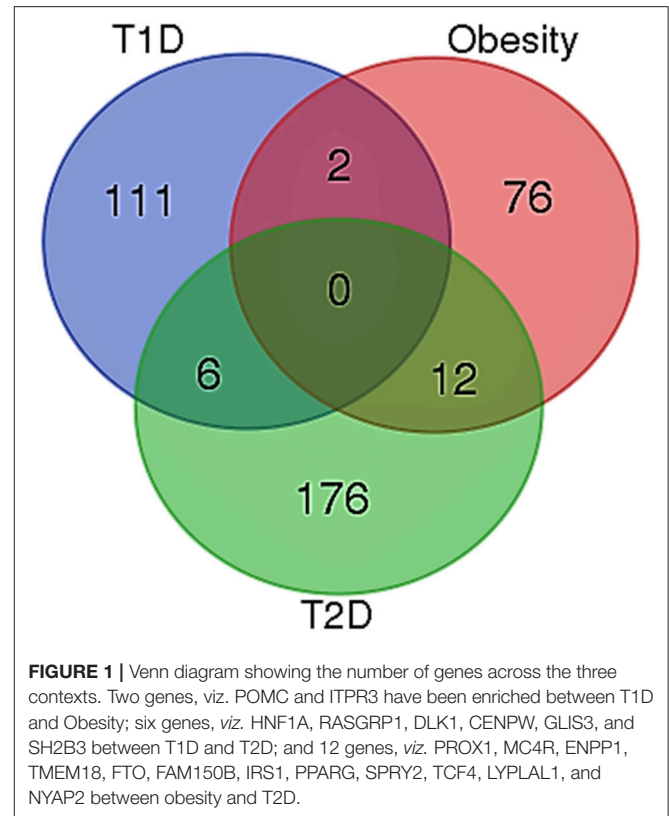 T1D Obesity
2
111 76
0
6 12
176
T2D
FIGURE 1 | Venn diagram showing the number of genes across the three
contexts. Two genes, viz. POMC and ITPR3 have been enriched between T1D
and Obesity; six genes, viz. HNF1A, RASGRP1, DLK1, CENPW, GLIS3, and
SH2B3 between T1D and T2D; and 12 genes, viz. PROX1, MC4R, ENPP1,
TMEM18, FTO, FAM150B, IRS1, PPARG, SPRY2, TCF4, LYPLAL1, and
NYAP2 between obesity and T2D.